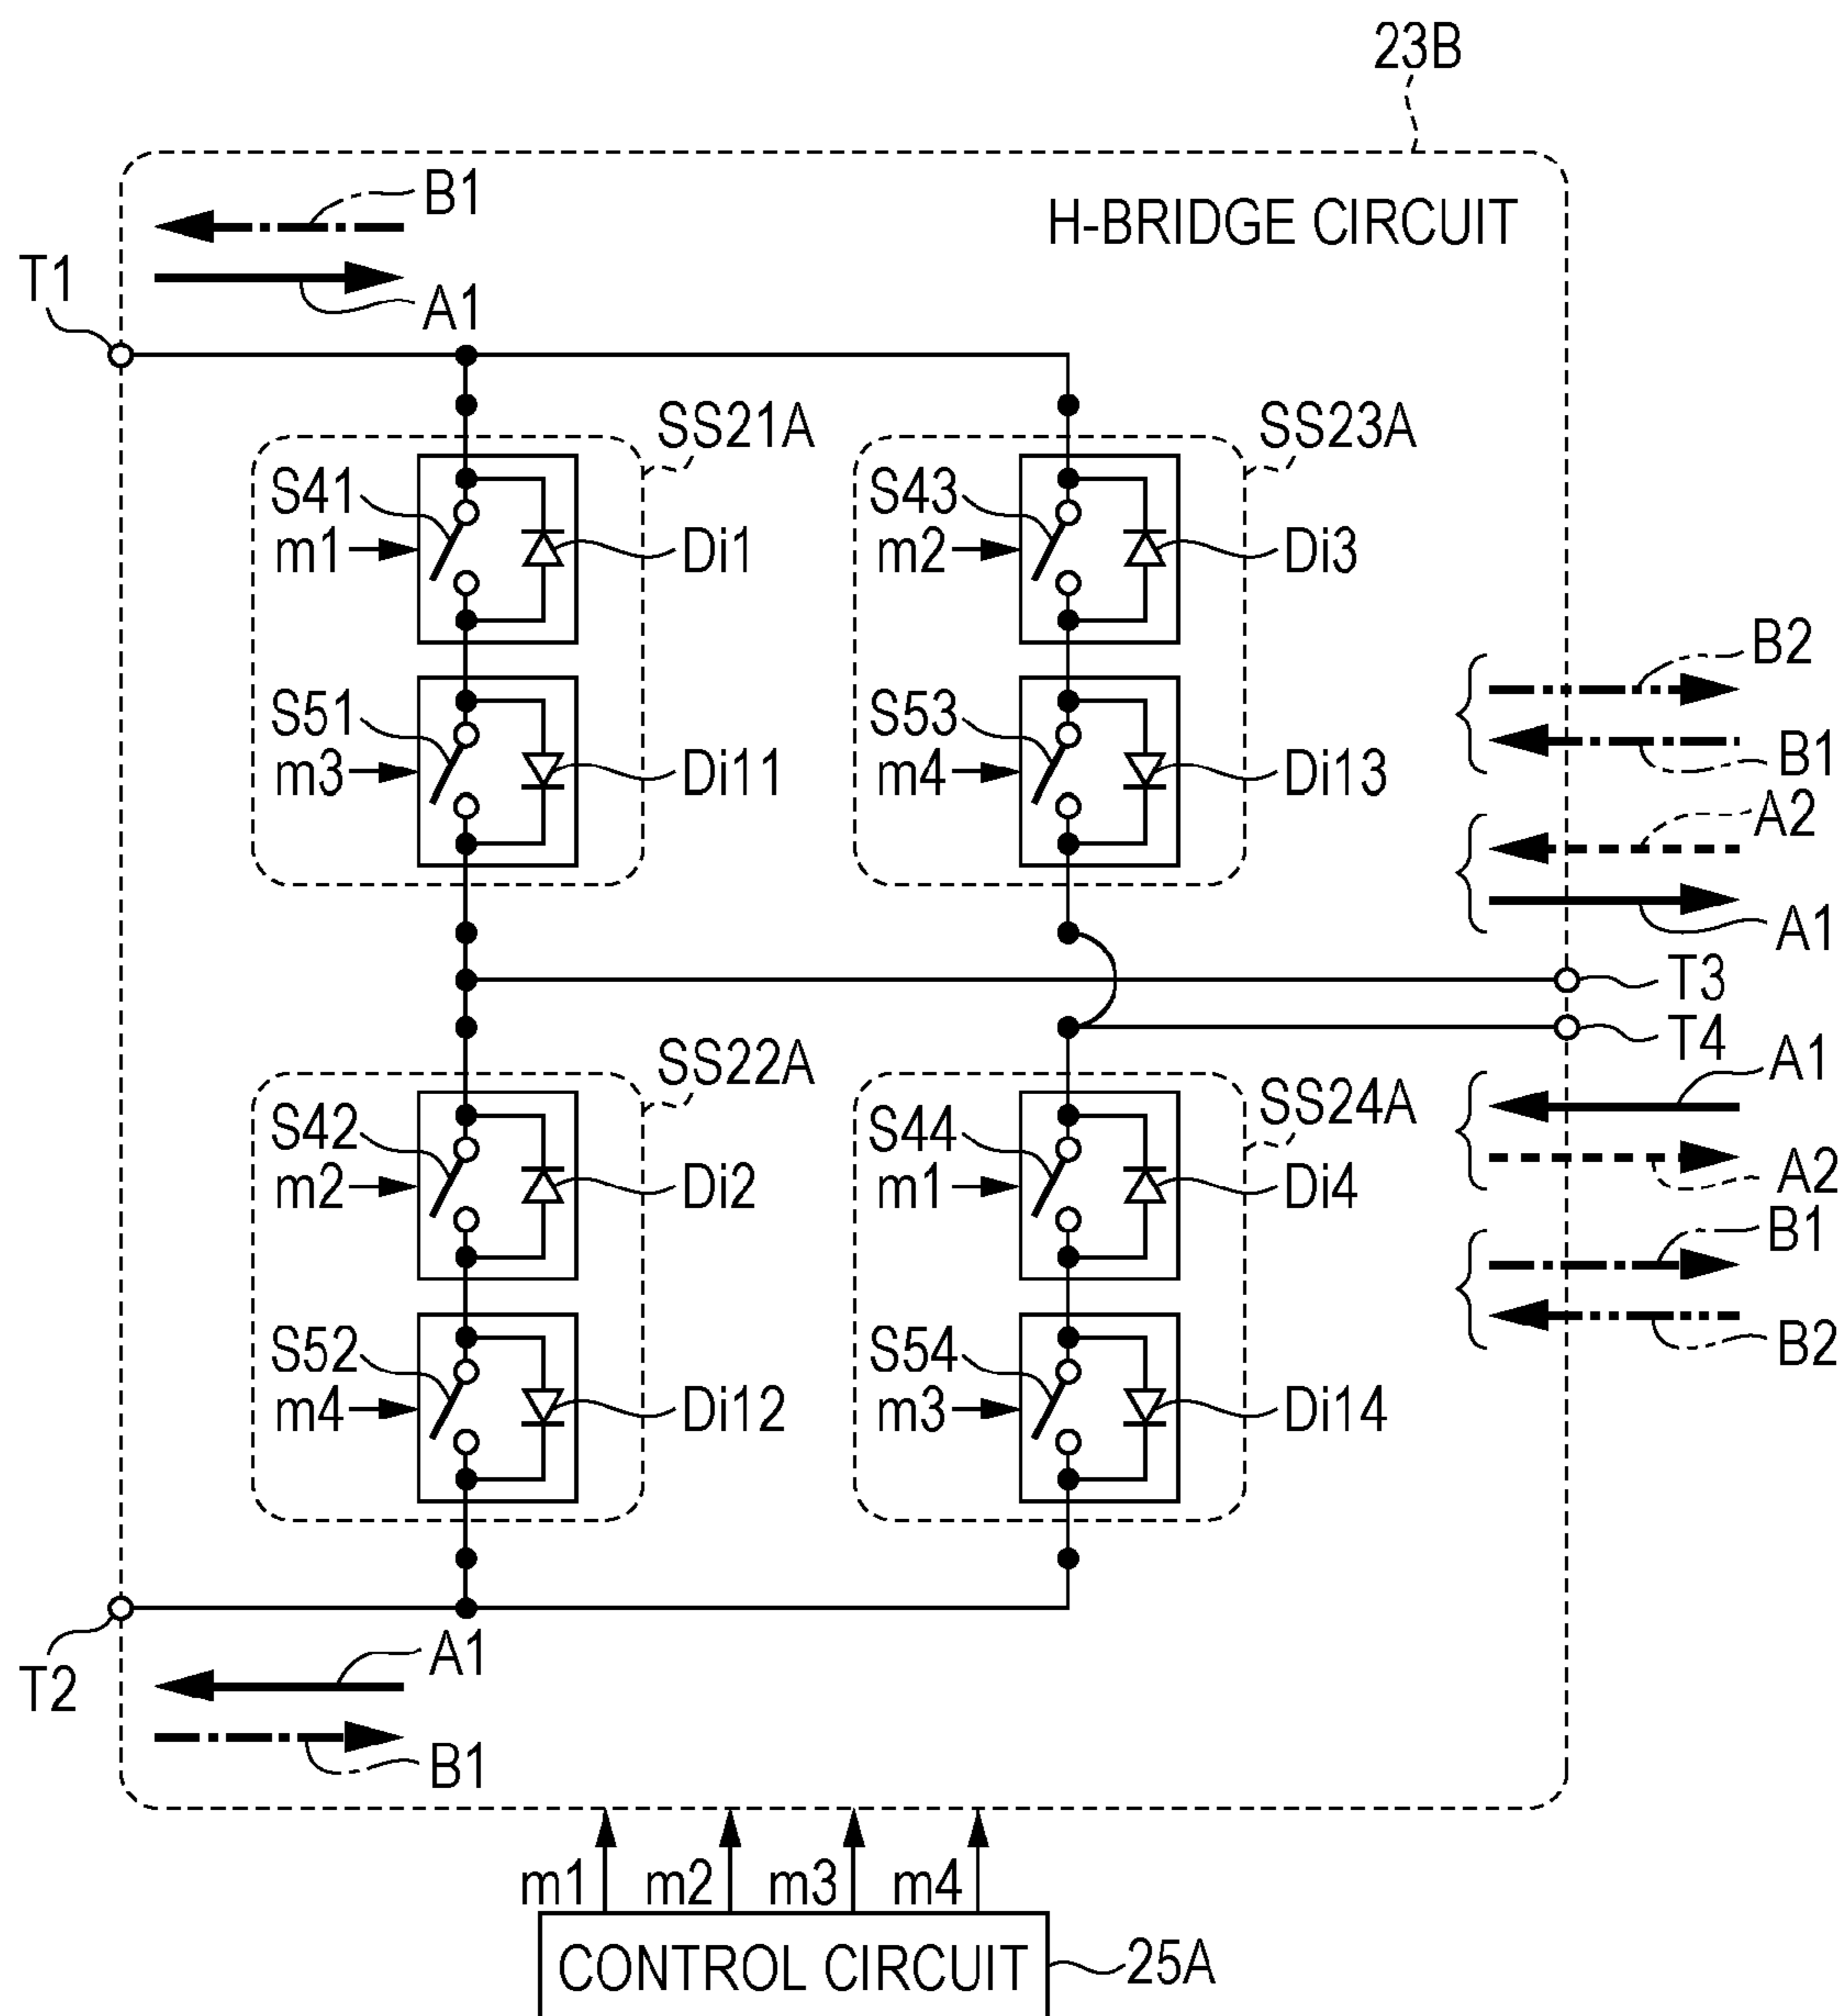 23B
B1
H-BRIDGE CIRCUIT
T1
A1
SS21A
SS23A
S41
m1
Di1
S43
m2
Di3
S51
m3
Di11
S53
m4
Di13
B2
B1
A2
A1
T3
T4
SS22A
SS24A
S42
m2
Di2
S44
m1
Di4
A1
A2
S52
m4
Di12
S54
m3
Di14
B1
B2
T2
A1
B1
m1 m2 m3 m4
CONTROL CIRCUIT
25A